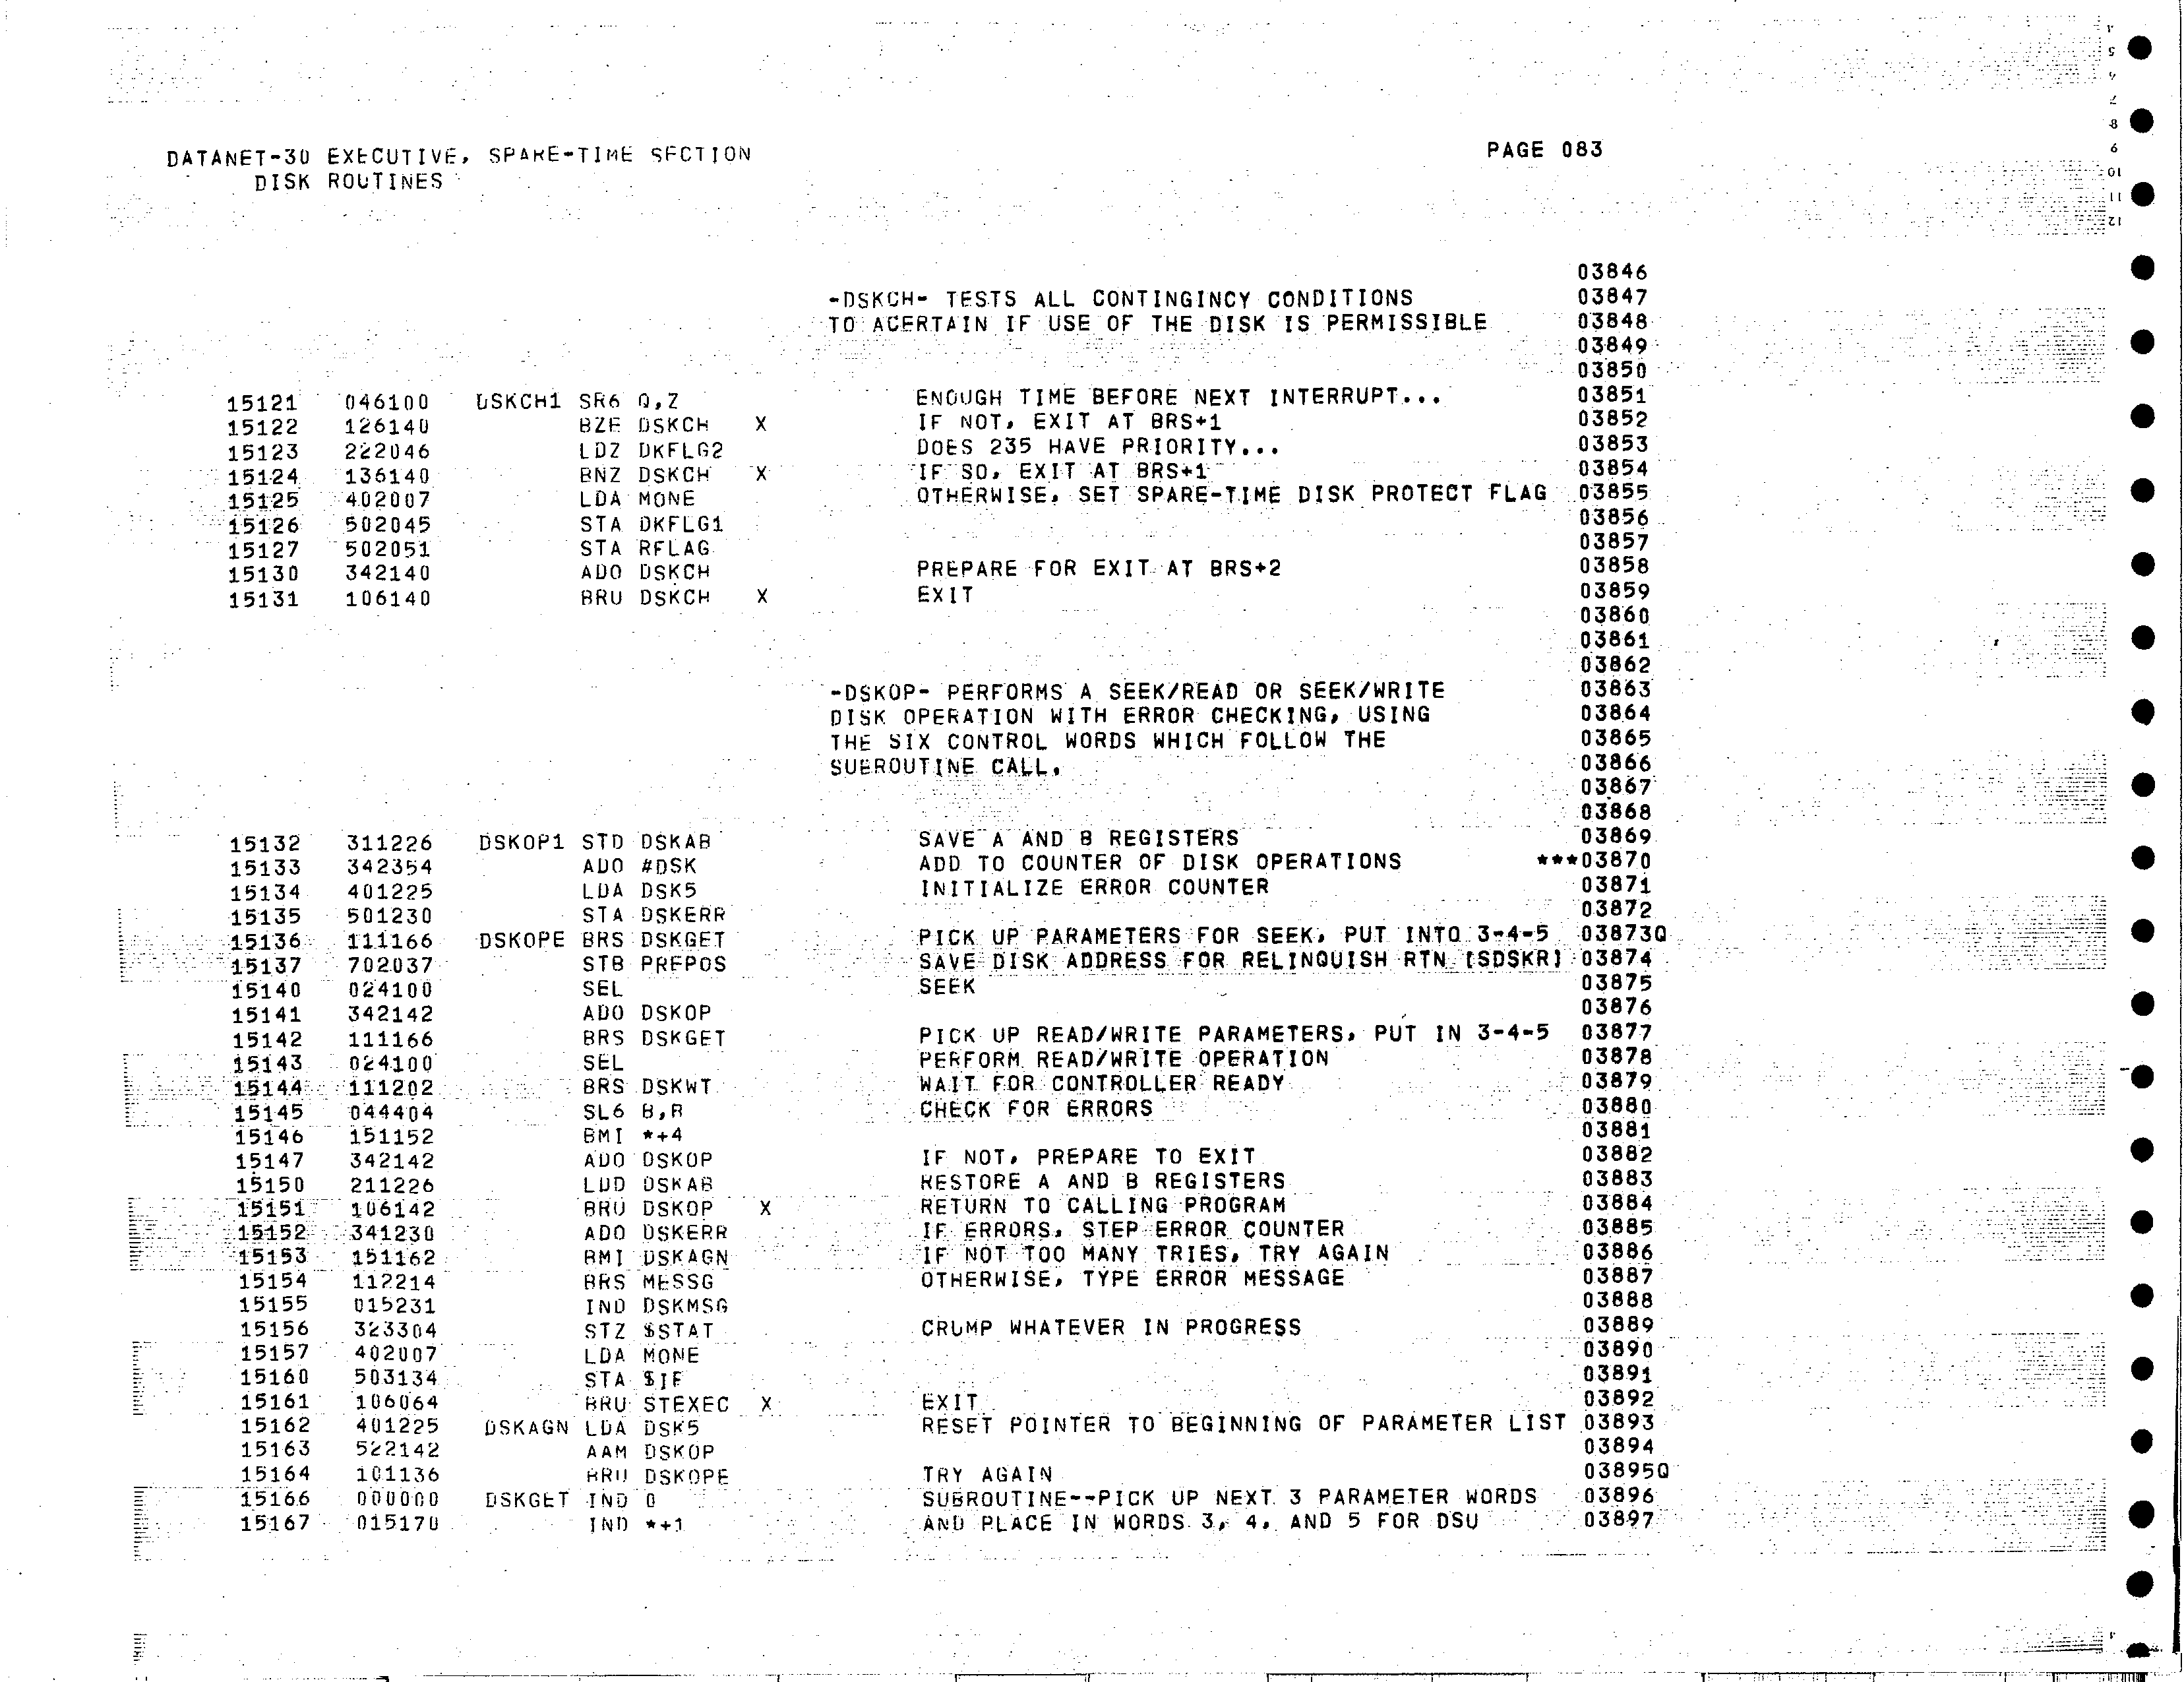 DATANET-30 EXECUTIVE, SPARE-TIME SECTION PAGE 083
DISK ROUTINES
03846
-DSKCH- TESTS ALL CONTINGINCY CONDITIONS 03847
TO ACERTAIN IF USE OF THE DISK IS PERMISSIBLE 03848
03849
03850
15121 046100 DSKCH1 SR6 Q,Z ENOUGH TIME BEFORE NEXT INTERRUPT... 03851
15122 126140 BZE DSKCH X IF NOT, EXIT AT BRS+1 03852
15123 222046 LDZ DKFLG2 DOES 235 HAVE PRIORITY... 03853
15124 136140 BNZ DSKCH X IF SO, EXIT AT BRS+1 03854
15125 402007 LDA MONE OTHERWISE, SET SPARE-TIME DISK PROTECT FLAG 03855
15126 502045 STA DKFLG1 03856
15127 502051 STA RFLAG 03857
15130 342140 ADO DSKCH PREPARE FOR EXIT AT BRS+2 03858
15131 106140 BRU DSKCH X EXIT 03859
03860
03861
03862
-DSKOP- PERFORMS A SEEK/READ OR SEEK/WRITE 03863
DISK OPERATION WITH ERROR CHECKING, USING 03864
THE SIX CONTROL WORDS WHICH FOLLOW THE 03865
SUBROUTINE CALL. 03866
03867
03868
15132 311226 DSKOP1 STD DSKAB SAVE A AND B REGISTERS 03869
15133 342354 ADO #DSK ADD TO COUNTER OF DISK OPERATIONS ***03870
15134 401225 LDA DSK5 INITIALIZE ERROR COUNTER 03871
15135 501230 STA DSKERR 03872
15136 111166 DSKOPE BRS DSKGET PICK UP PARAMETERS FOR SEEK, PUT INTO 3-4-5 03873Q
15137 702037 STB PREPOS SAVE DISK ADDRESS FOR RELINQUISH RTN [SDSKR] 03874
15140 024100 SEL SEEK 03875
15141 342142 ADO DSKOP 03876
15142 111166 BRS DSKGET PICK UP READ/WRITE PARAMETERS, PUT IN 3-4-5 03877
15143 024100 SEL PERFORM READ/WRITE OPERATION 03878
15144 111202 BRS DSKWT WAIT FOR CONTROLLER READY 03879
15145 044404 SL6 B,B CHECK FOR ERRORS 03880
15146 151152 BMI *+4 03881
15147 342142 ADO DSKOP IF NOT, PREPARE TO EXIT 03882
15150 211226 LDD DSKAB RESTORE A AND B REGISTERS 03883
15151 106142 BRU DSKOP X RETURN TO CALLING PROGRAM 03884
15152 341230 ADO DSKERR IF ERRORS, STEP ERROR COUNTER 03885
15153 151162 BMI DSKAGN IF NOT TOO MANY TRIES, TRY AGAIN 03886
15154 112214 BRS MESSG OTHERWISE, TYPE ERROR MESSAGE 03887
15155 015231 IND DSKMSG 03888
15156 323304 STZ $STAT CRUMP WHATEVER IN PROGRESS 03889
15157 402007 LDA MONE 03890
15160 503134 STA $IF 03891
15161 106064 BRU STEXEC X EXIT 03892
15162 401225 DSKAGN LDA DSK5 RESET POINTER TO BEGINNING OF PARAMETER LIST 03893
15163 522142 AAM DSKOP 03894
15164 101136 BRU DSKOPE TRY AGAIN 03895Q
15166 000000 DSKGET IND 0 SUBROUTINE--PICK UP NEXT 3 PARAMETER WORDS 03896
15167 015170 IND *+1 AND PLACE IN WORDS 3, 4, AND 5 FOR DSU 03897